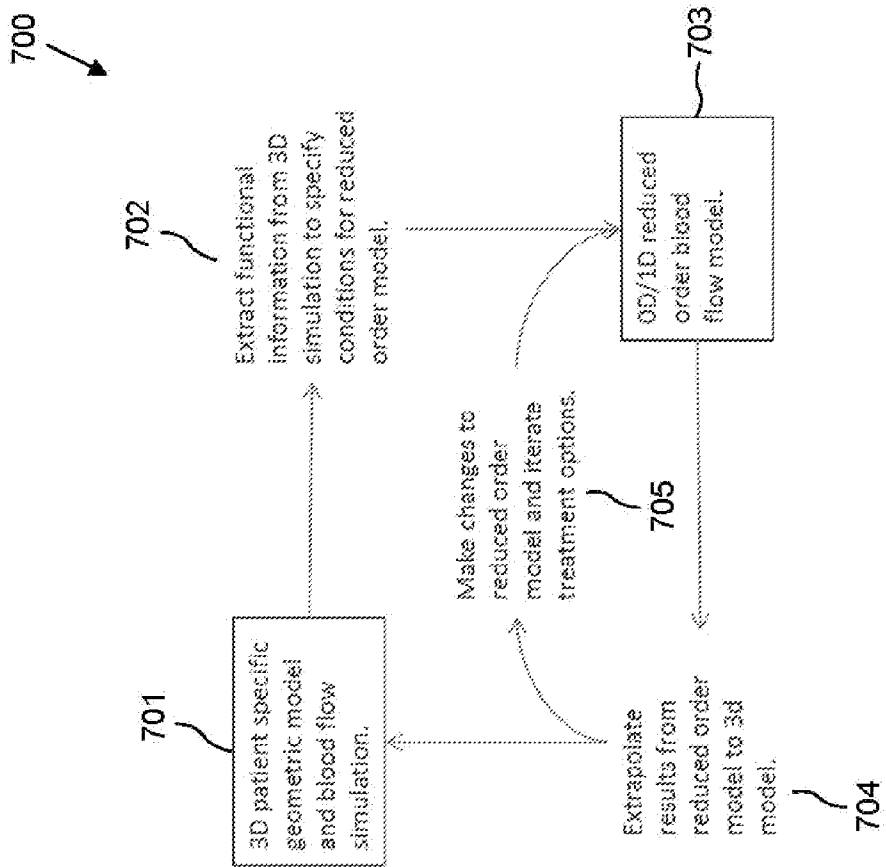 700
701
3D patient specific
geometric model
and blood flow
simulation.
702
Extract functional
information from 3D
simulation to specify
conditions for reduced
order model.
Make changes to
reduced order
model and iterate
treatment options.
705
703
0D/1D reduced
order blood
flow model.
Extrapolate
results from
reduced order
model to 3d
model.
704